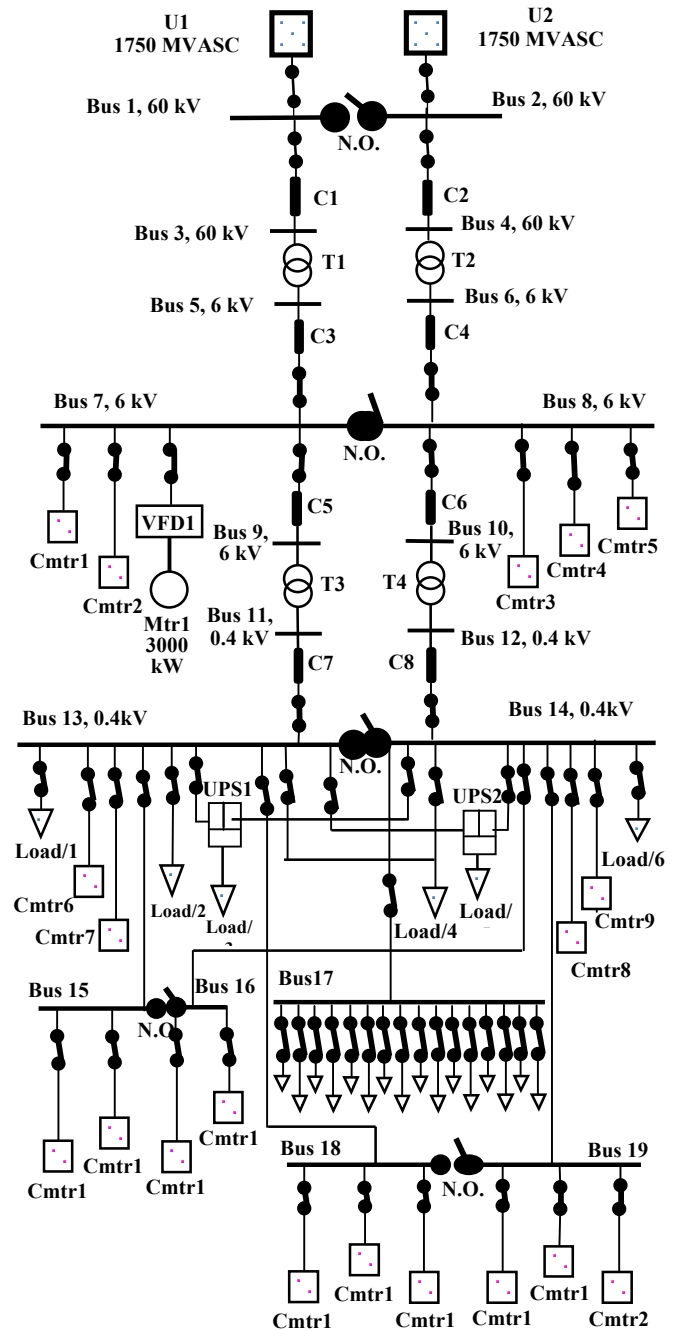 U1
1750 MVASC
U2
1750 MVASC
Bus 1, 60 kV
Bus 2, 60 kV
N.O.
C1
C2
Bus 3, 60 kV
Bus 4, 60 kV
T1
T2
Bus 5, 6 kV
Bus 6, 6 kV
C3
C4
Bus 7, 6 kV
Bus 8, 6 kV
N.O.
C5
C6
VFD1
Bus 9,
6 kV
Bus 10,
6 kV
Cmtr1
Cmtr2
Mtr1
3000
kW
T3
T4
Cmtr3
Cmtr4
Cmtr5
Bus 11,
0.4 kV
Bus 12, 0.4 kV
C7
C8
Bus 13, 0.4kV
Bus 14, 0.4kV
N.O.
UPS1
UPS2
Load/1
Cmtr6
Cmtr7
Load/2
Load/
Load/4
Load/
Load/6
Cmtr9
Cmtr8
Bus 15
Bus 16
Bus17
N.O.
Cmtr1
Cmtr1
Cmtr1
Cmtr1
Bus 18
Bus 19
N.O.
Cmtr1
Cmtr1
Cmtr1
Cmtr1
Cmtr1
Cmtr2